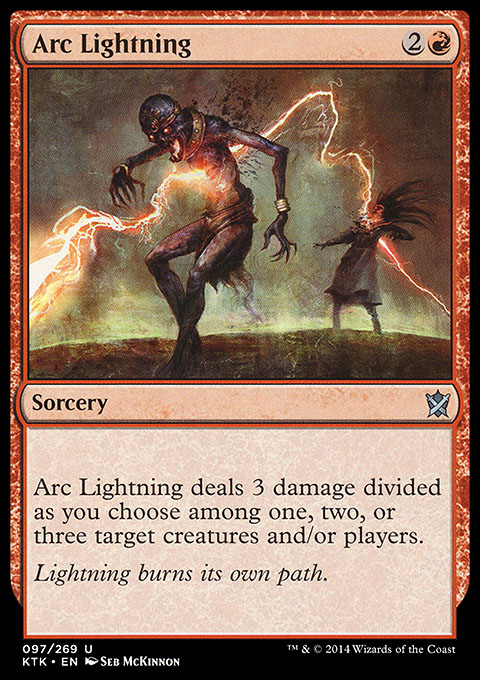 Arc Lightning 2
Sorcery
Arc Lightning deals 3 damage divided
as you choose among one, two, or
three target creatures and/or players.
Lightning burns its own path.
097/269 U
KTK • EN Seb McKinnon
™ & © 2014 Wizards of the Coast